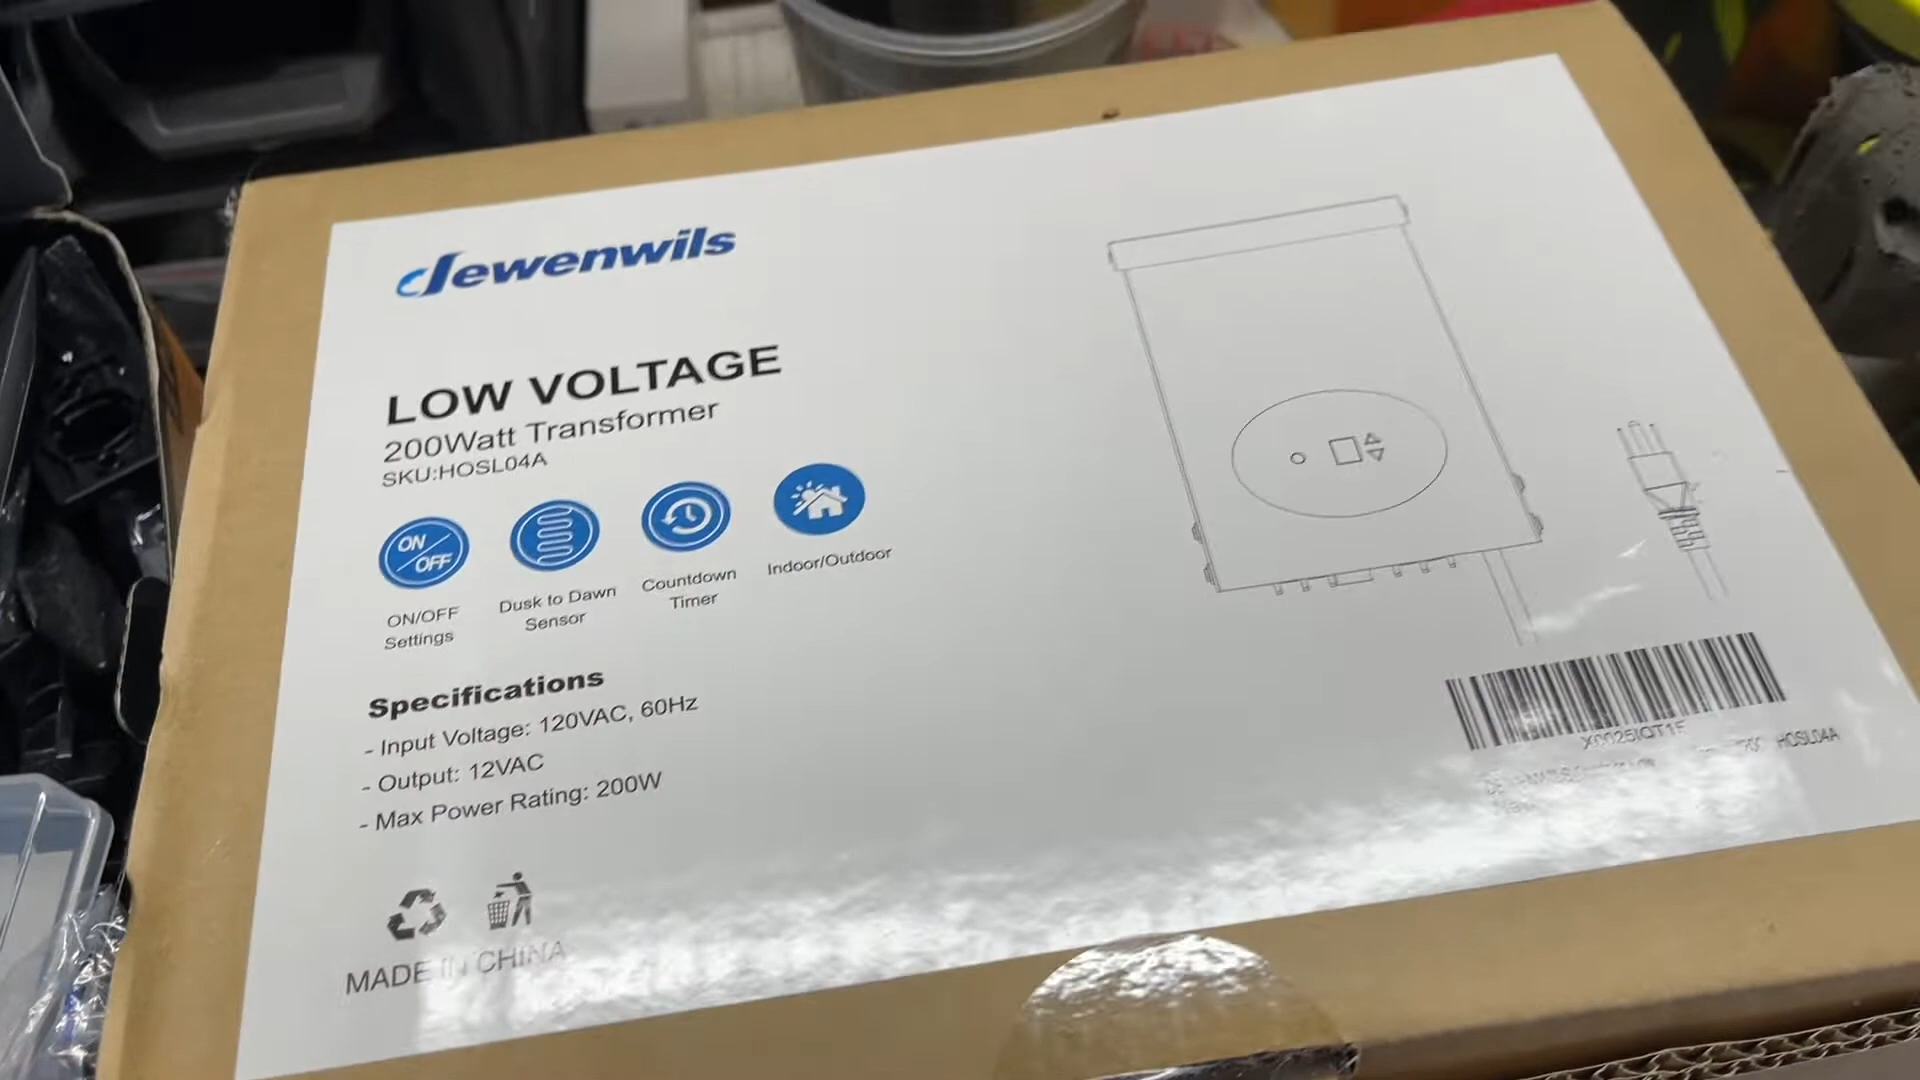 dewenwils
LOW VOLTAGE
200Watt Transformer
SKU:HOSL04A
ON/OFF
ON/OFF
Settings
Dusk to Dawn
Sensor
Countdown
Timer
Indoor/Outdoor
Specifications
- Input Voltage: 120VAC, 60Hz
- Output: 12VAC
- Max Power Rating: 200W
MADE IN CHINA
HOSL04A